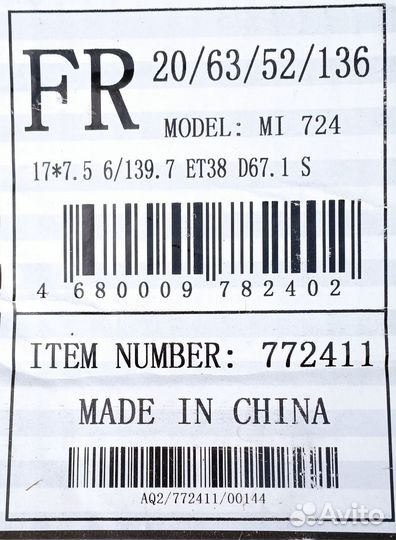 FR 20/63/52/136
MODEL: MI 724
17*7.5 6/139.7 ET38 D67.1 S
4 680009 782402
ITEM NUMBER: 772411
MADE IN CHINA
AQ2/772411/00144
Avito